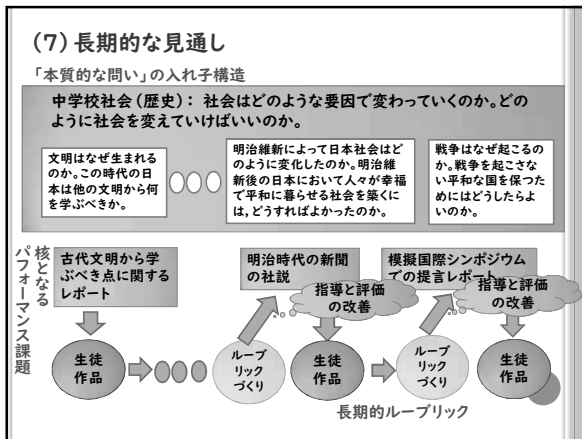 （７）長期的な見通し
「本質的な問い」の入れ子構造
中学校社会（歴史）： 社会はどのような要因で変わっていくのか。どの
ように社会を変えていけばいいのか。
文明はなぜ生まれる
のか。この時代の日
本は他の文明から何
を学ぶべきか。
明治維新によって日本社会はど
のように変化したのか。明治維
新後の日本において人々が幸福
で平和に暮らせる社会を築くに
は，どうすればよかったのか。
戦争はなぜ起こるの
か。戦争を起こさな
い平和な国を保つた
めにはどうしたらよ
いのか。
核となる
パフォーマンス課題
古代文明から学
ぶべき点に関する
レポート
明治時代の新聞
の社説
模擬国際シンポジウム
での提言レポート
指導と評価
の改善
指導と評価
の改善
生徒
作品
ルーブ
リック
づくり
生徒
作品
ルーブ
リック
づくり
生徒
作品
長期的ルーブリック